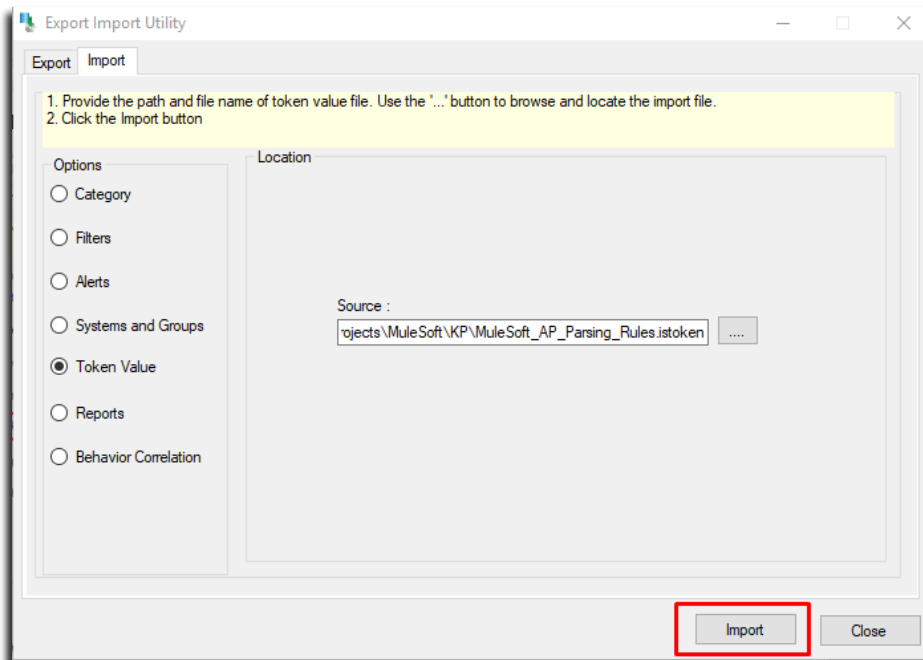 Export Import Utility
Export Import
1. Provide the path and file name of token value file. Use the '...' button to browse and locate the import file.
2. Click the Import button
Options
Location
Category
Filters
Alerts
Systems and Groups
Token Value
Reports
Behavior Correlation
Source :
ojects\MuleSoft\KP\MuleSoft_AP_Parsing_Rules.istoken
....
Import
Close